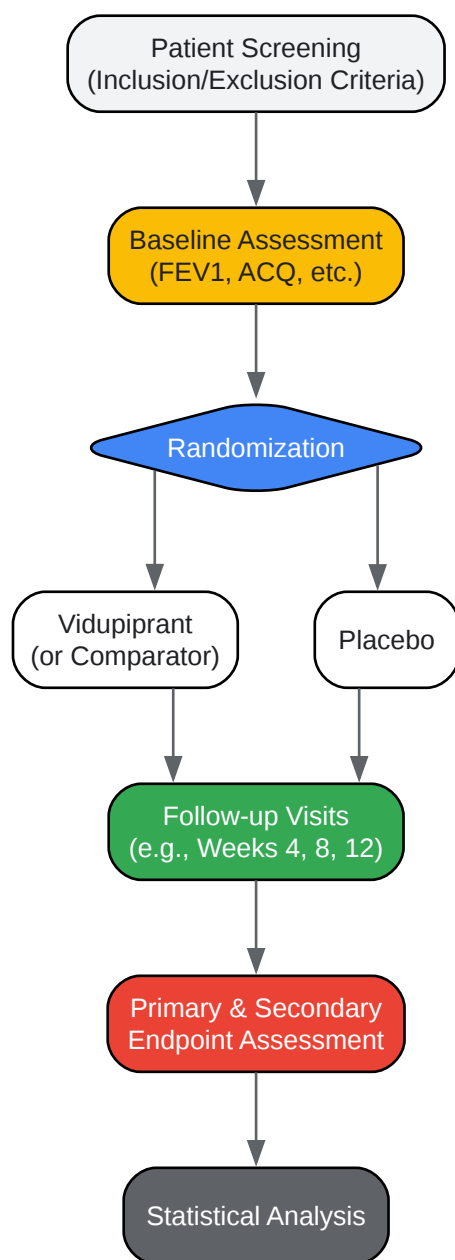 Patient Screening
(Inclusion/Exclusion Criteria)
Baseline Assessment
(FEV1, ACQ, etc.)
Randomization
Vidupiprant
(or Comparator)
Placebo
Follow-up Visits
(e.g., Weeks 4, 8, 12)
Primary & Secondary
Endpoint Assessment
Statistical Analysis